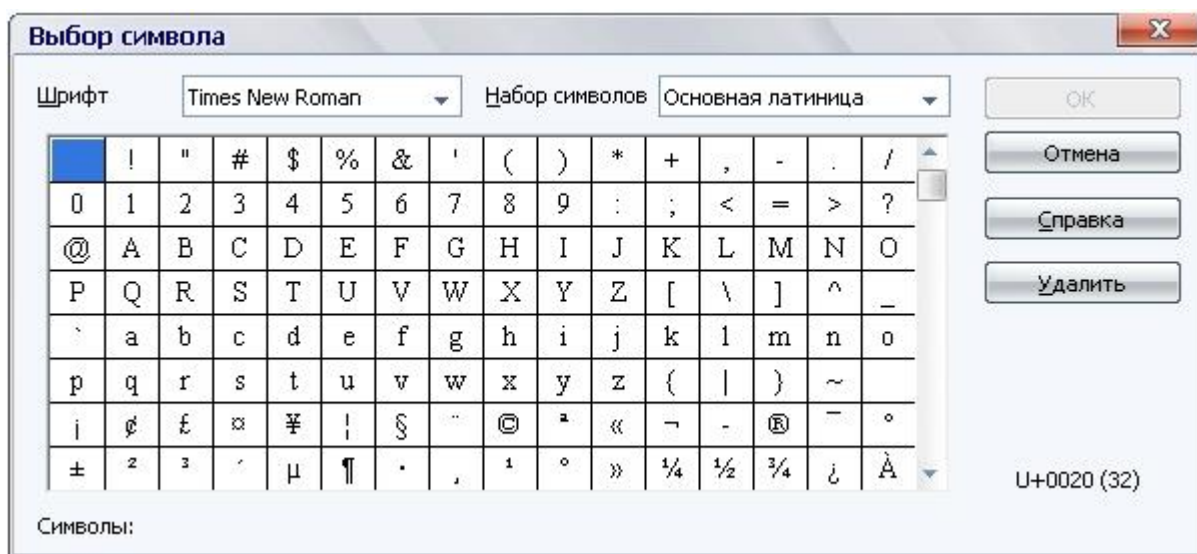 Выбор символа
Шрифт Times New Roman Набор символов Основная латиница OK
! " # $ % & ' ( ) * + , - . /
Отмена
0 1 2 3 4 5 6 7 8 9 : ; < = > ?
Справка
@ A B C D E F G H I J K L M N O
P Q R S T U V W X Y Z [ \ ] ^ _
Удалить
` a b c d e f g h i j k l m n o
p q r s t u v w x y z { | } ~
¡ ¢ £ ¤ ¥ ¦ § ¨ © ª « ¬ - ® ¯ °
± ² ³ ´ µ ¶ · ¸ ¹ º » ¼ ½ ¾ ¿ À
U+0020 (32)
Символы: